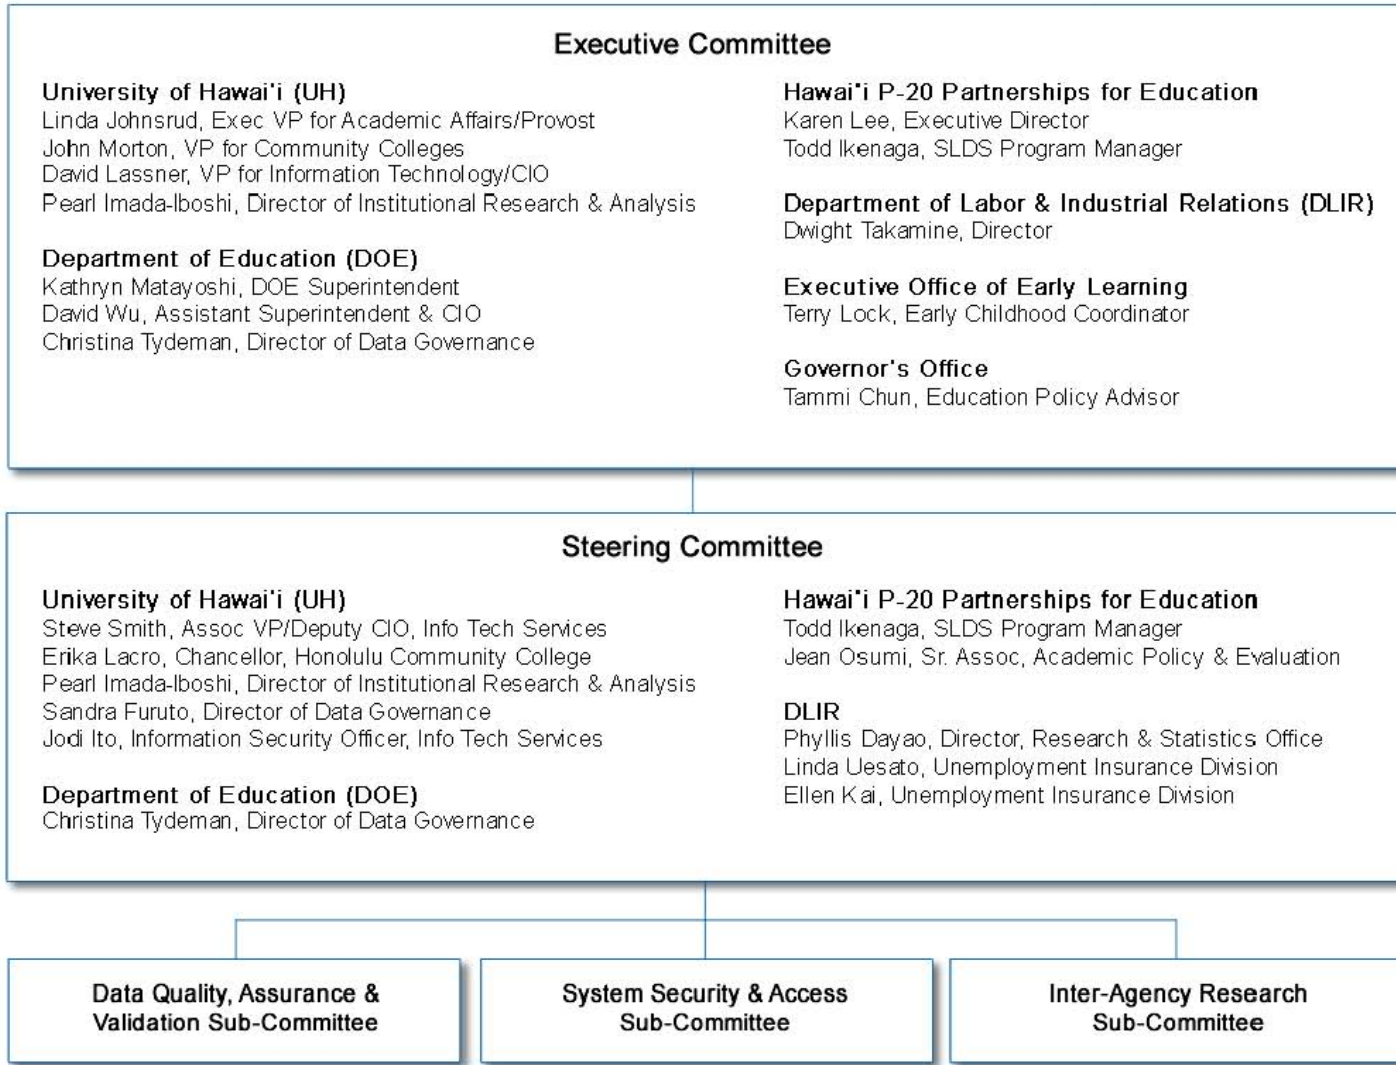 Executive Committee
University of Hawai'i (UH)
Linda Johnsrud, Exec VP for Academic Affairs/Provost
John Morton, VP for Community Colleges
David Lassner, VP for Information Technology/CIO
Pearl Imada-Iboshi, Director of Institutional Research & Analysis
Department of Education (DOE)
Kathryn Matayoshi, DOE Superintendent
David Wu, Assistant Superintendent & CIO
Christina Tydeman, Director of Data Governance
Hawai'i P-20 Partnerships for Education
Karen Lee, Executive Director
Todd Ikenaga, SLDS Program Manager
Department of Labor & Industrial Relations (DLIR)
Dwight Takamine, Director
Executive Office of Early Learning
Terry Lock, Early Childhood Coordinator
Governor's Office
Tammi Chun, Education Policy Advisor
Steering Committee
University of Hawai'i (UH)
Steve Smith, Assoc VP/Deputy CIO, Info Tech Services
Erika Lacro, Chancellor, Honolulu Community College
Pearl Imada-Iboshi, Director of Institutional Research & Analysis
Sandra Furuto, Director of Data Governance
Jodi Ito, Information Security Officer, Info Tech Services
Department of Education (DOE)
Christina Tydeman, Director of Data Governance
Hawai'i P-20 Partnerships for Education
Todd Ikenaga, SLDS Program Manager
Jean Osumi, Sr. Assoc, Academic Policy & Evaluation
DLIR
Phyllis Dayao, Director, Research & Statistics Office
Linda Uesato, Unemployment Insurance Division
Ellen Kai, Unemployment Insurance Division
Data Quality, Assurance &
Validation Sub-Committee
System Security & Access
Sub-Committee
Inter-Agency Research
Sub-Committee